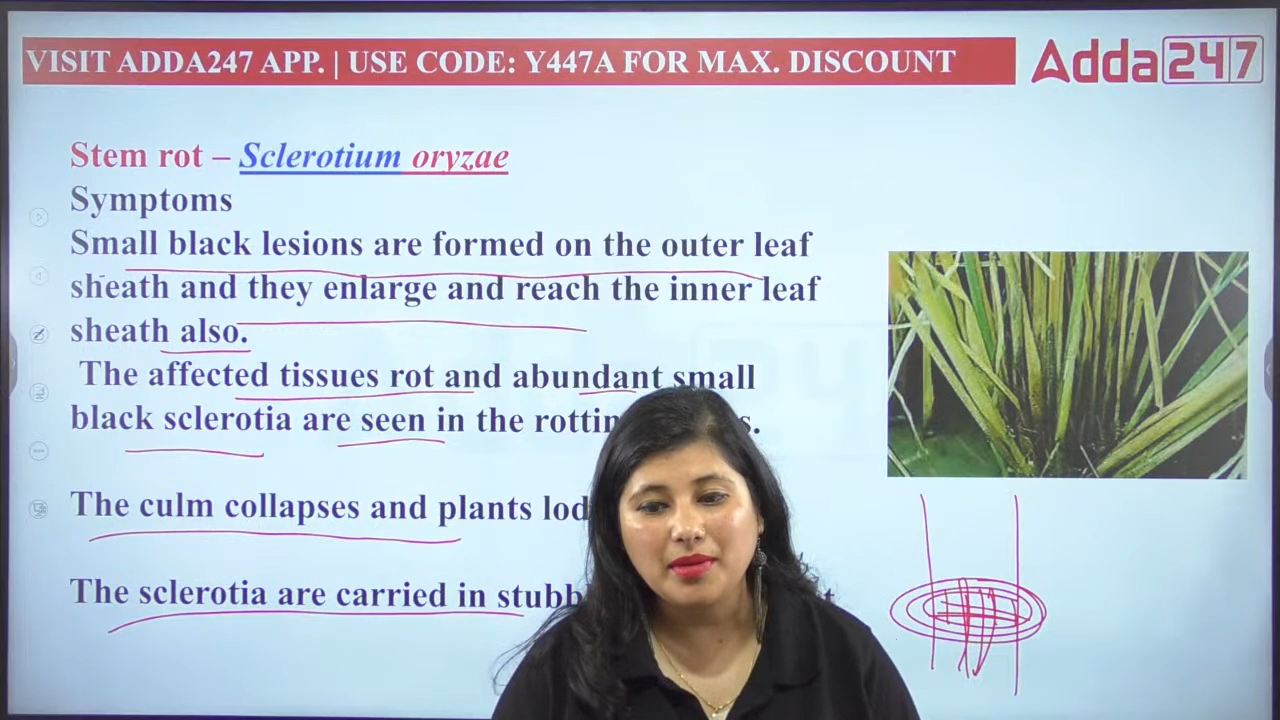 VISIT ADDA247 APP. | USE CODE: Y447A FOR MAX. DISCOUNT
Adda247
Stem rot – Sclerotium oryzae
Symptoms
Small black lesions are formed on the outer leaf
sheath and they enlarge and reach the inner leaf
sheath also.
The affected tissues rot and abundant small
black sclerotia are seen in the
The culm collapses and plants
The sclerotia are carried in